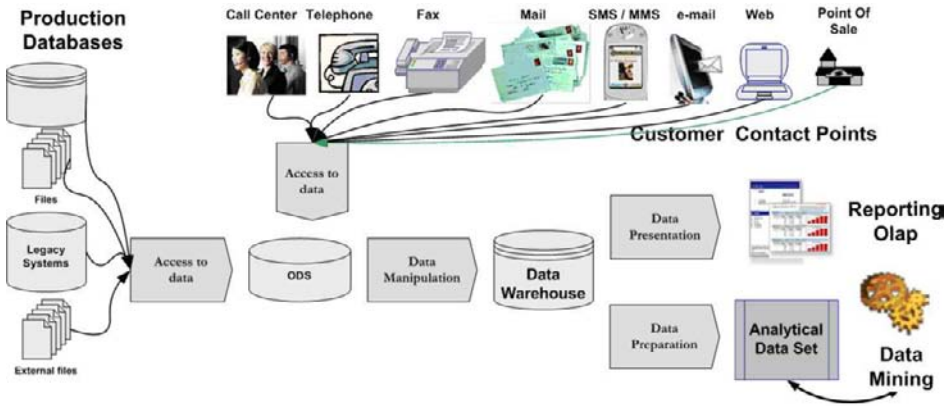 Production
Databases
Call Center
Telephone
Fax
Mail
SMS / MMS
e-mail
Web
Point Of
Sale
Customer Contact Points
Files
Access to
data
Legacy
Systems
Access to
data
ODS
Data
Manipulation
Data
Warehouse
Data
Presentation
Reporting
Olap
Data
Preparation
Analytical
Data Set
Data
Mining
External files